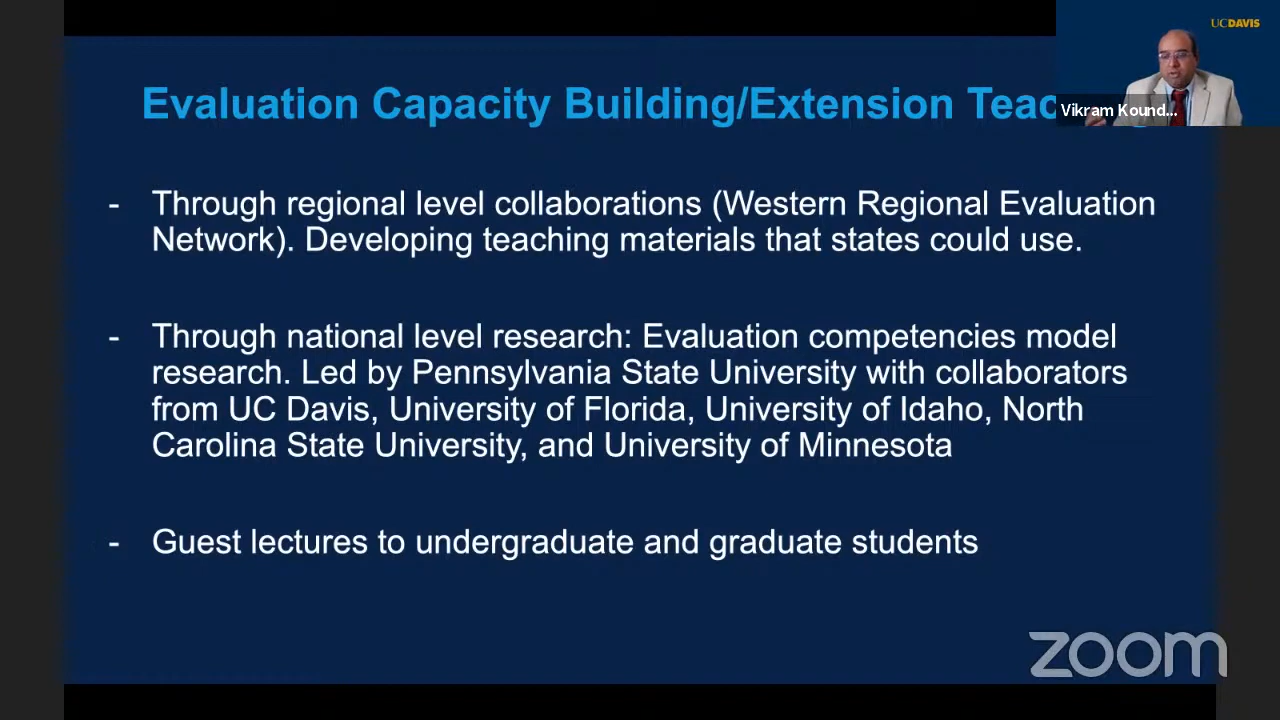 UCDAVIS
Evaluation Capacity Building/Extension Teac
Vikram Kound...
- Through regional level collaborations (Western Regional Evaluation
Network). Developing teaching materials that states could use.
- Through national level research: Evaluation competencies model
research. Led by Pennsylvania State University with collaborators
from UC Davis, University of Florida, University of Idaho, North
Carolina State University, and University of Minnesota
- Guest lectures to undergraduate and graduate students
zoom